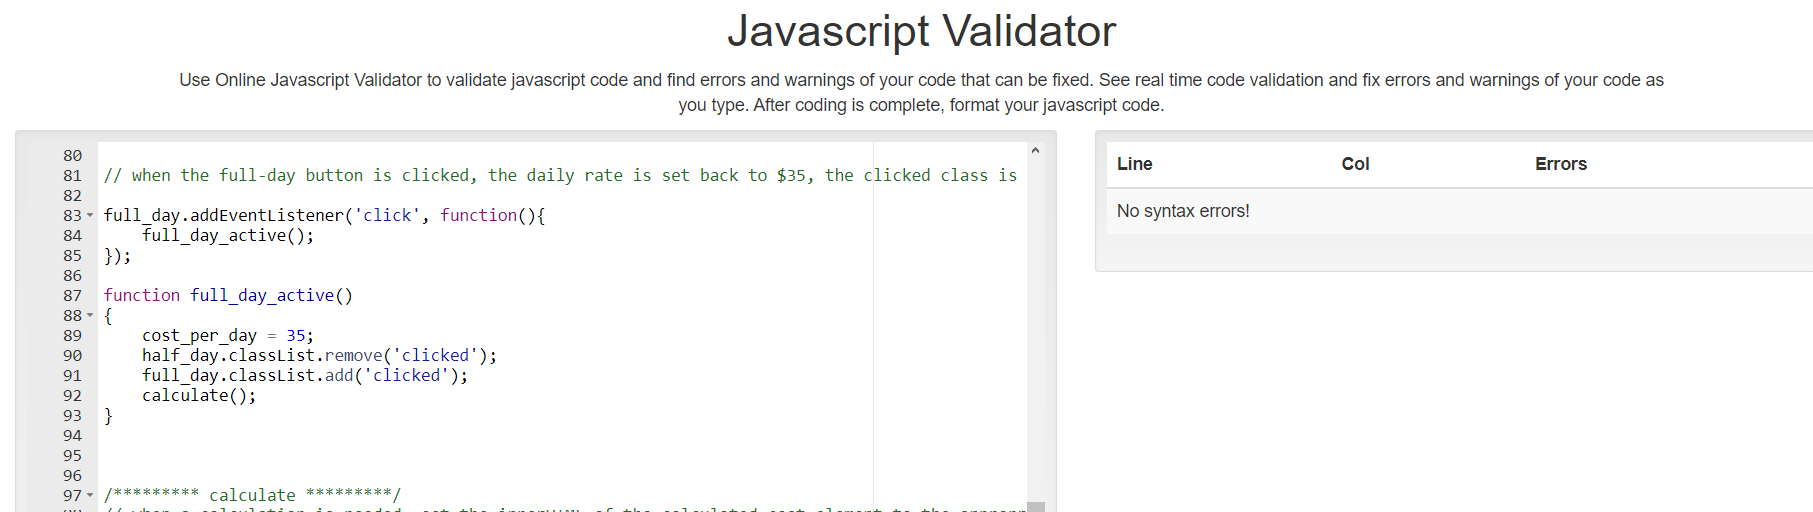 Javascript Validator
Use Online Javascript Validator to validate javascript code and find errors and warnings of your code that can be fixed. See real time code validation and fix errors and warnings of your code as
you type. After coding is complete, format your javascript code.
80
81 // when the full-day button is clicked, the daily rate is set back to $35, the clicked class is
82
83 full_day.addEventListener('click', function(){
84     full_day_active();
85 });
86
87 function full_day_active()
88 {
89     cost_per_day = 35;
90     half_day.classList.remove('clicked');
91     full_day.classList.add('clicked');
92     calculate();
93 }
94
95
96
97 /********* calculate *********/
Line Col Errors
No syntax errors!